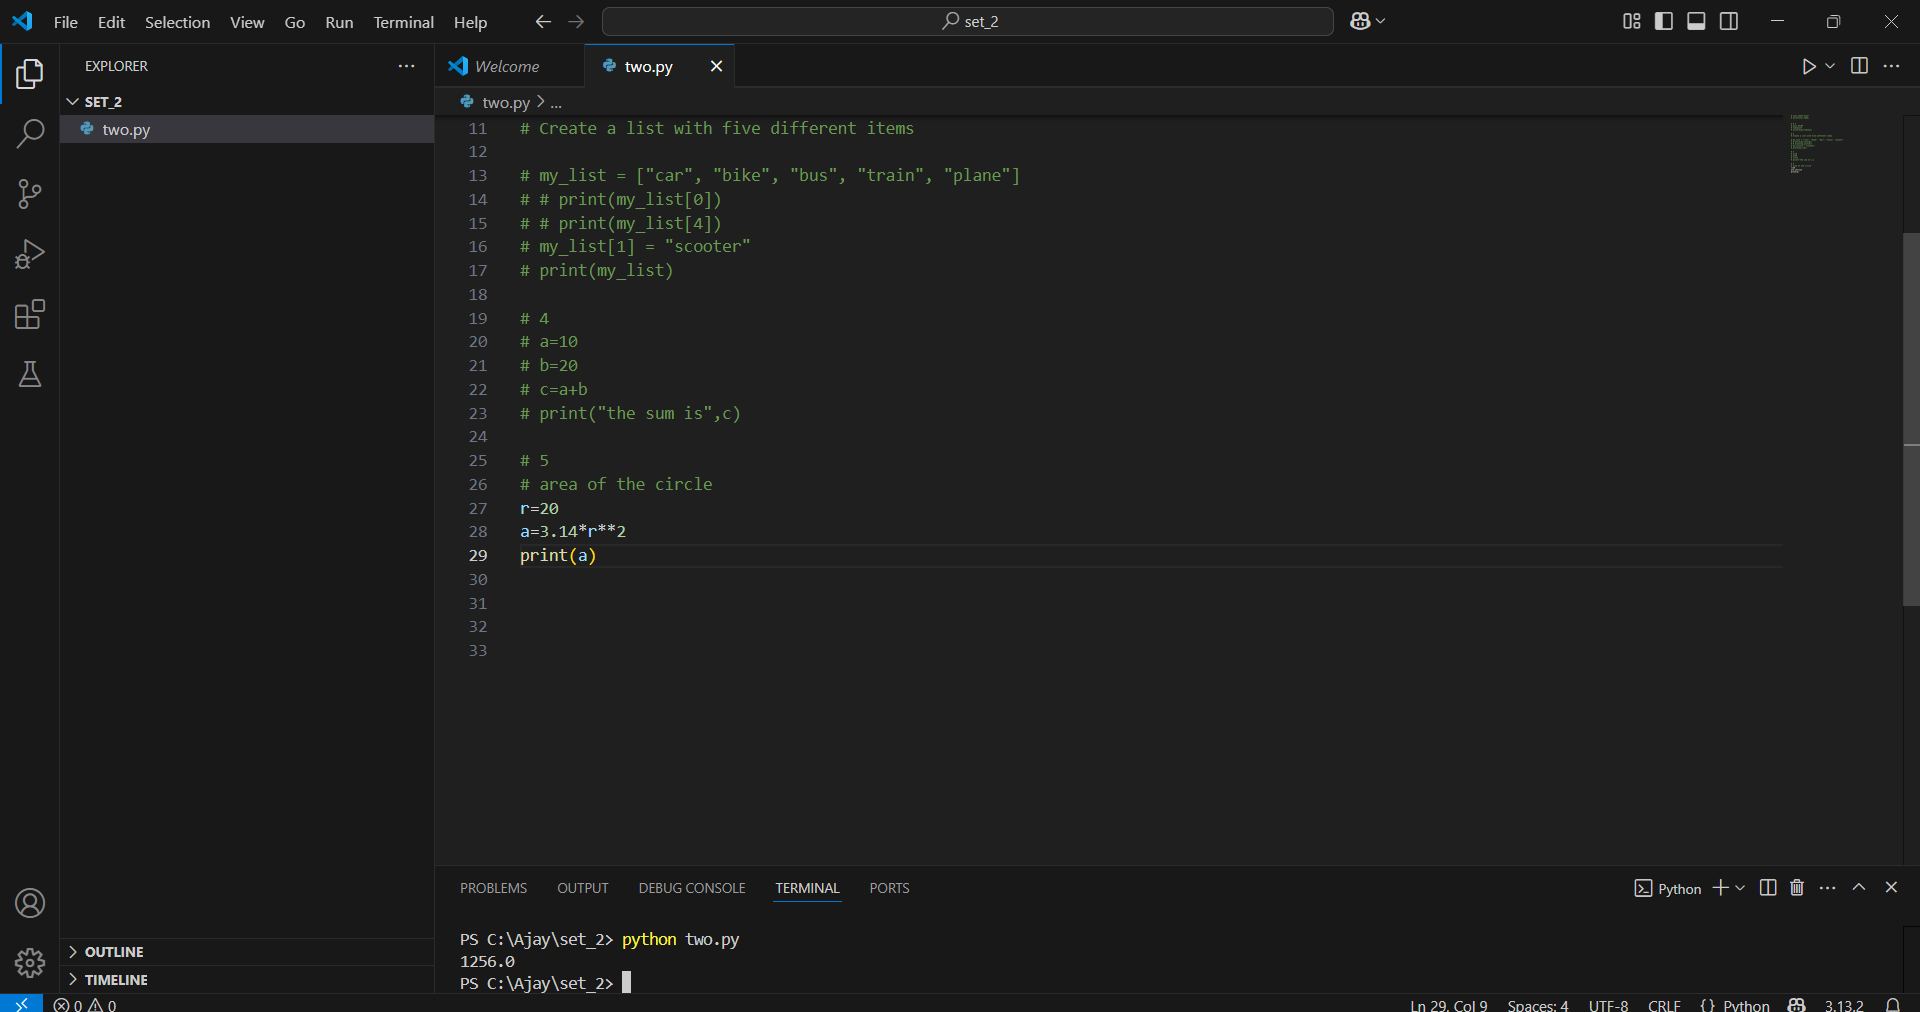 File Edit Selection View Go Run Terminal Help
set_2
EXPLORER
SET_2
two.py
OUTLINE
TIMELINE
Welcome
two.py
two.py > ...
11 # Create a list with five different items
12
13 # my_list = ["car", "bike", "bus", "train", "plane"]
14 # # print(my_list[0])
15 # # print(my_list[4])
16 # my_list[1] = "scooter"
17 # print(my_list)
18
19 # 4
20 # a=10
21 # b=20
22 # c=a+b
23 # print("the sum is",c)
24
25 # 5
26 # area of the circle
27 r=20
28 a=3.14*r**2
29 print(a)
30
31
32
33
PROBLEMS OUTPUT DEBUG CONSOLE TERMINAL PORTS
Python
PS C:\Ajay\set_2> python two.py
1256.0
PS C:\Ajay\set_2>
0 0
Ln 29, Col 9 Spaces: 4 UTF-8 CRLF {} Python 3.13.2